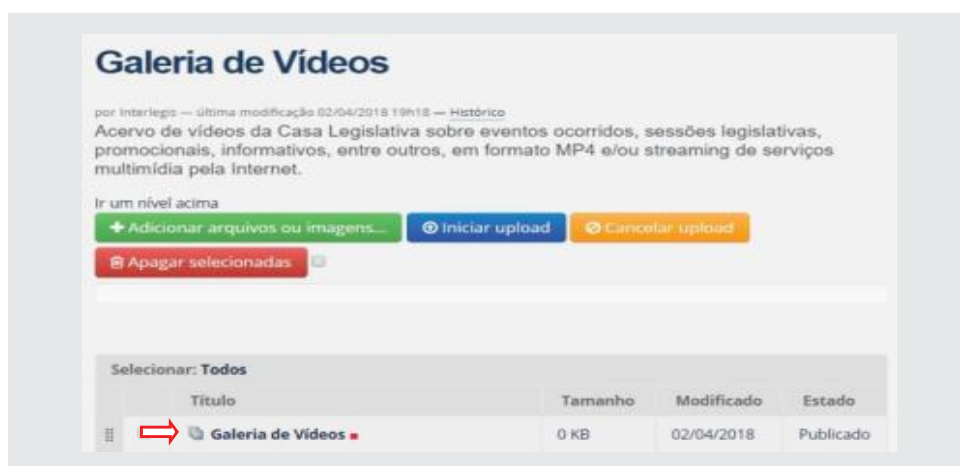 Galeria de Vídeos
por Interlegis — última modificação 02/04/2018 19h18 — Histórico
Acervo de vídeos da Casa Legislativa sobre eventos ocorridos, sessões legislativas,
promocionais, informativos, entre outros, em formato MP4 e/ou streaming de serviços
multimídia pela Internet.
Ir um nível acima
Adicionar arquivos ou imagens... Iniciar upload Cancelar upload
Apagar selecionadas
Selecionar: Todos
Título Tamanho Modificado Estado
Galeria de Vídeos 0 KB 02/04/2018 Publicado